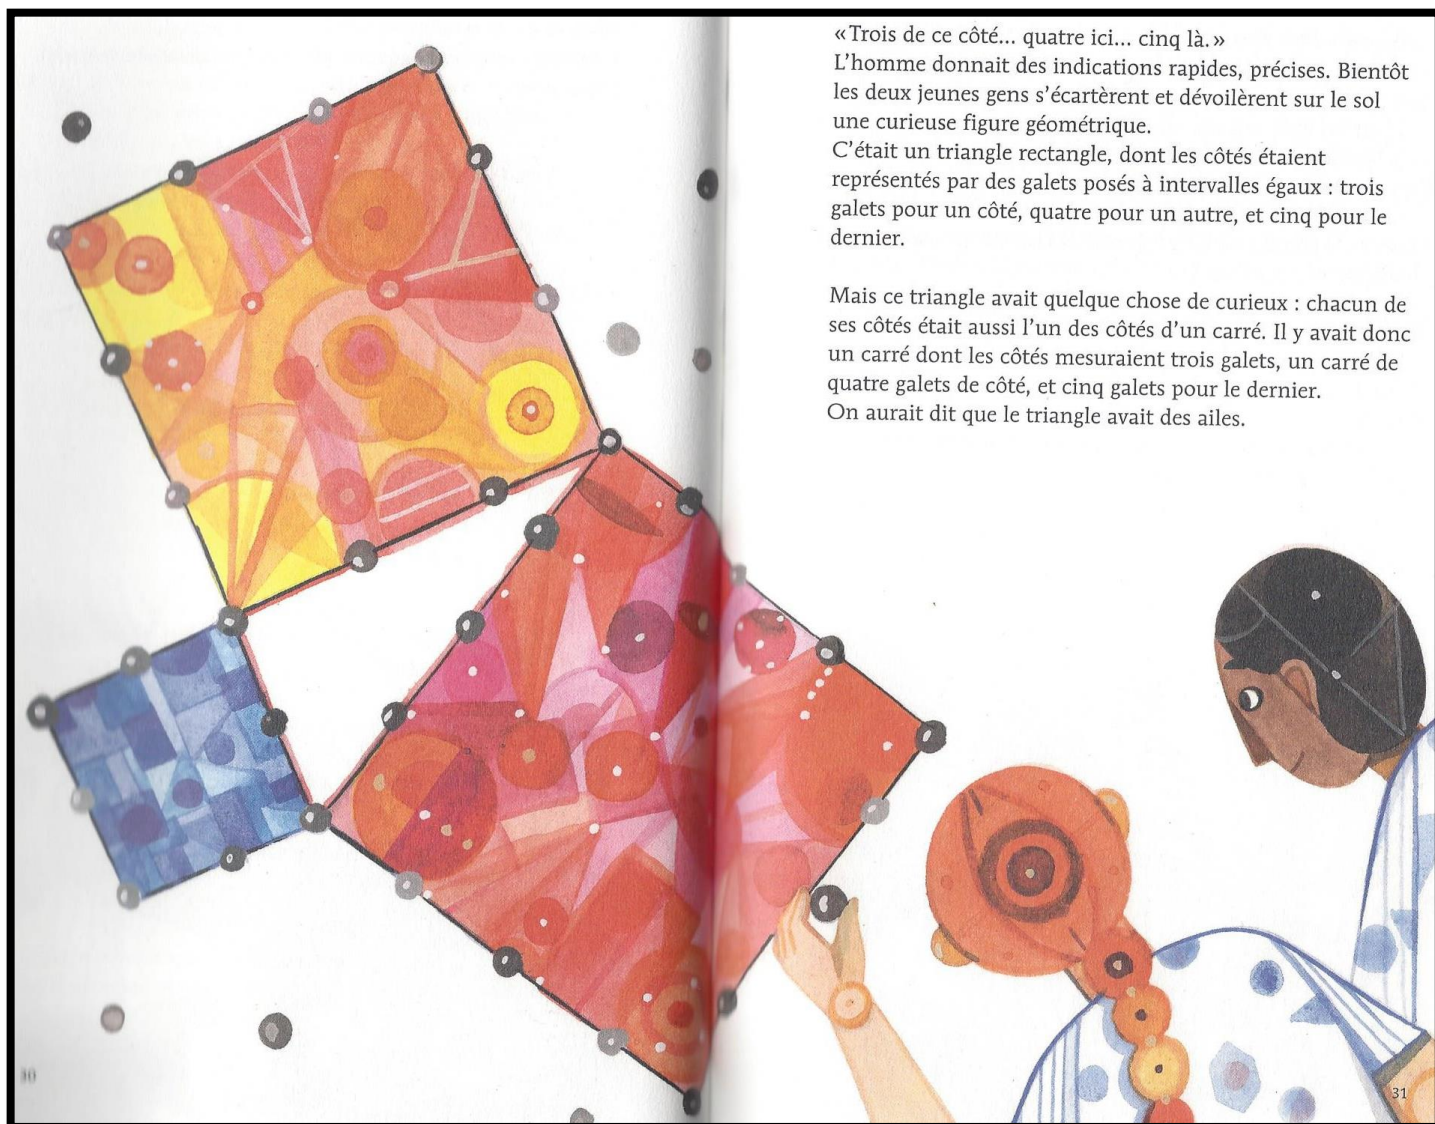 «Trois de ce côté... quatre ici... cinq là.»
L'homme donnait des indications rapides, précises. Bientôt
les deux jeunes gens s'écartèrent et dévoilèrent sur le sol
une curieuse figure géométrique.
C'était un triangle rectangle, dont les côtés étaient
représentés par des galets posés à intervalles égaux : trois
galets pour un côté, quatre pour un autre, et cinq pour le
dernier.
Mais ce triangle avait quelque chose de curieux : chacun de
ses côtés était aussi l'un des côtés d'un carré. Il y avait donc
un carré dont les côtés mesuraient trois galets, un carré de
quatre galets de côté, et cinq galets pour le dernier.
On aurait dit que le triangle avait des ailes.
30
31